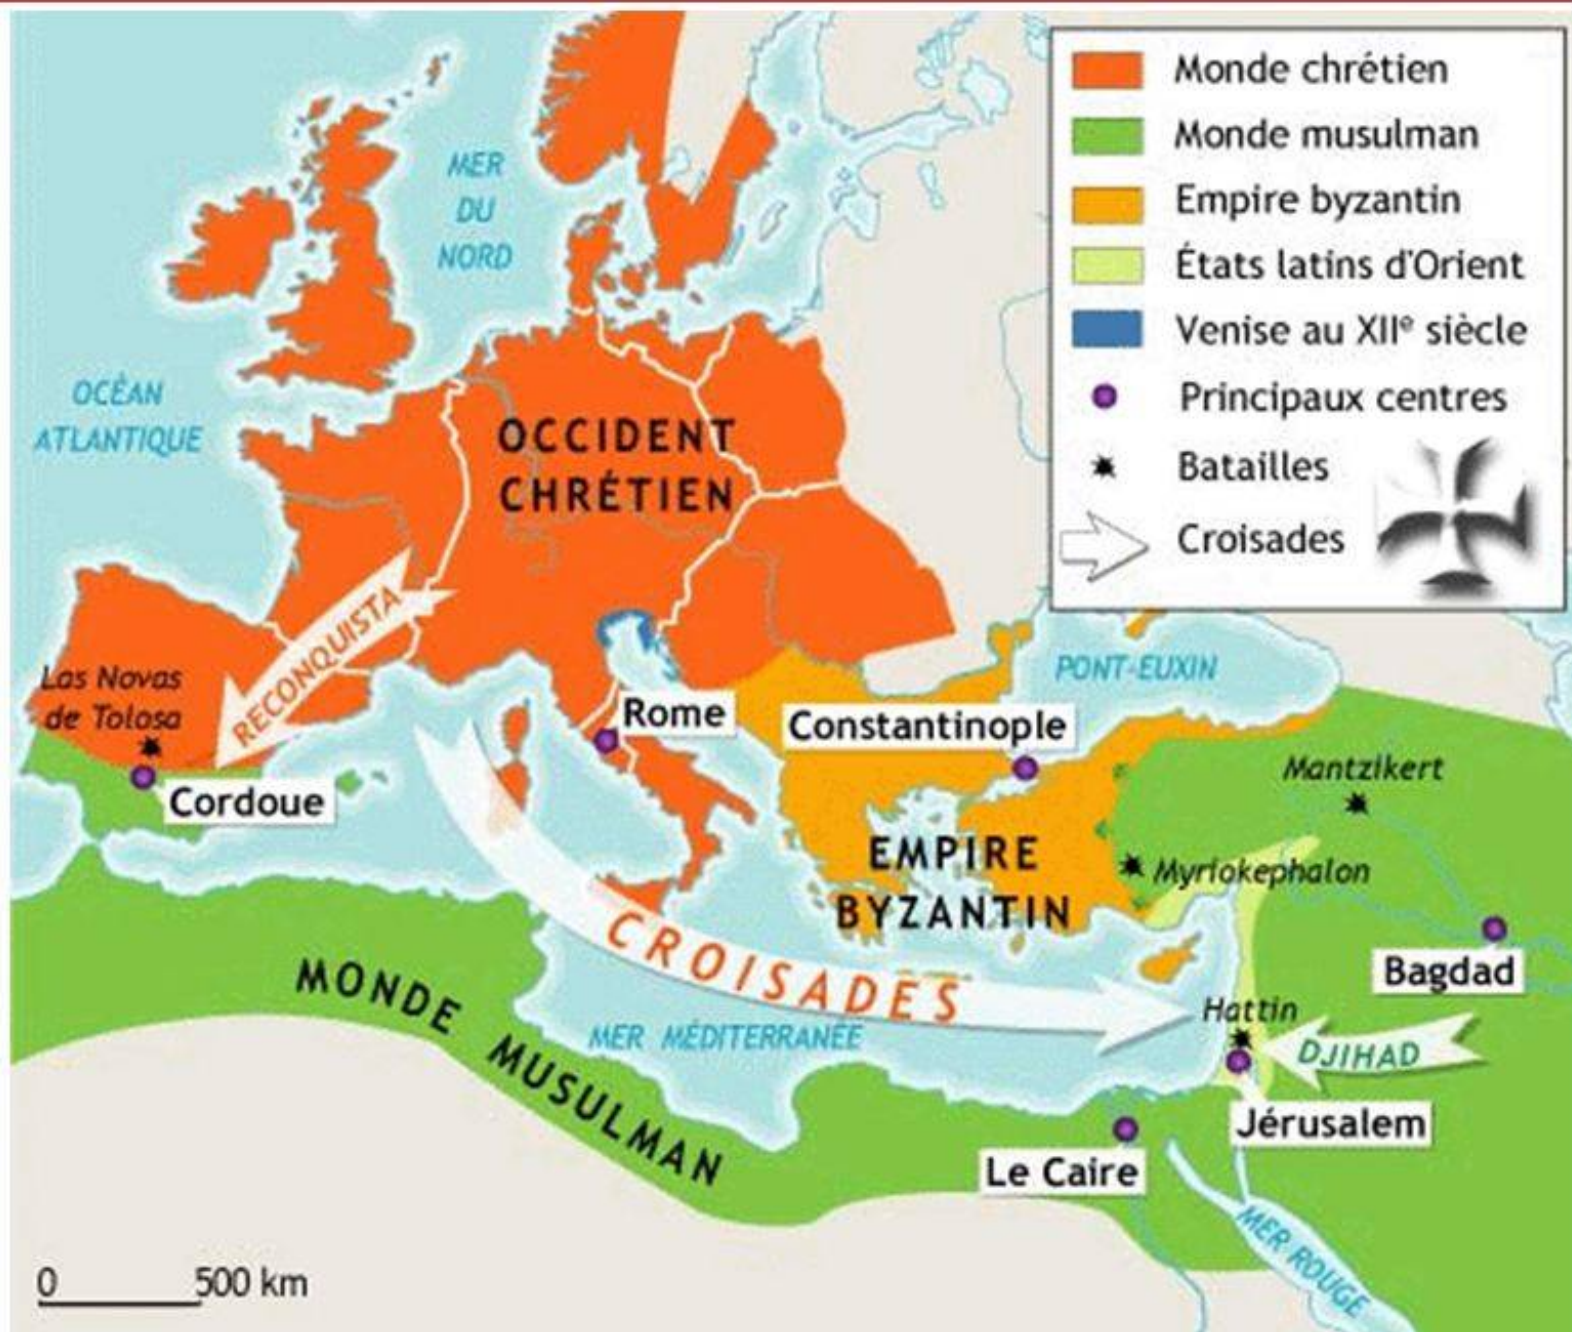 Monde chrétien
Monde musulman
Empire byzantin
États latins d'Orient
Venise au XIIe siècle
Principaux centres
Batailles
Croisades
MER
DU
NORD
OCÉAN
ATLANTIQUE
OCCIDENT
CHRÉTIEN
RECONQUISTA
Las Novas
de Tolosa
Cordoue
Rome
Constantinople
PONT-EUXIN
Mantzikert
EMPIRE
BYZANTIN
Myriokephalon
Bagdad
CROISADES
MER MÉDITERRANÉE
Hattin
DJIHAD
Jérusalem
MONDE MUSULMAN
Le Caire
MER ROUGE
0 500 km